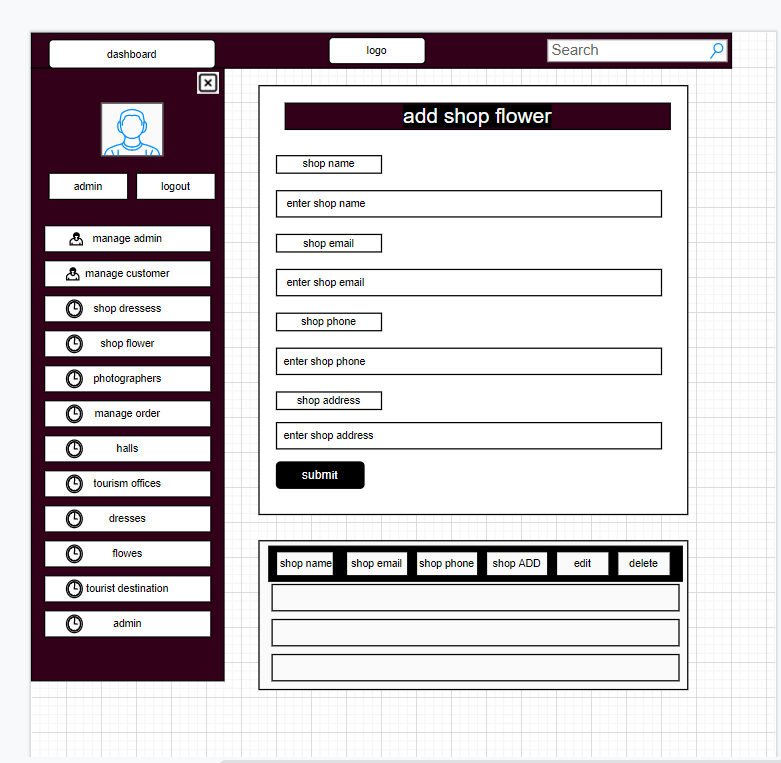 dashboard
logo
Search
admin
logout
manage admin
manage customer
shop dressess
shop flower
photographers
manage order
halls
tourism offices
dresses
flowes
tourist destination
admin
add shop flower
shop name
enter shop name
shop email
enter shop email
shop phone
enter shop phone
shop address
enter shop address
submit
shop name shop email shop phone shop ADD edit delete